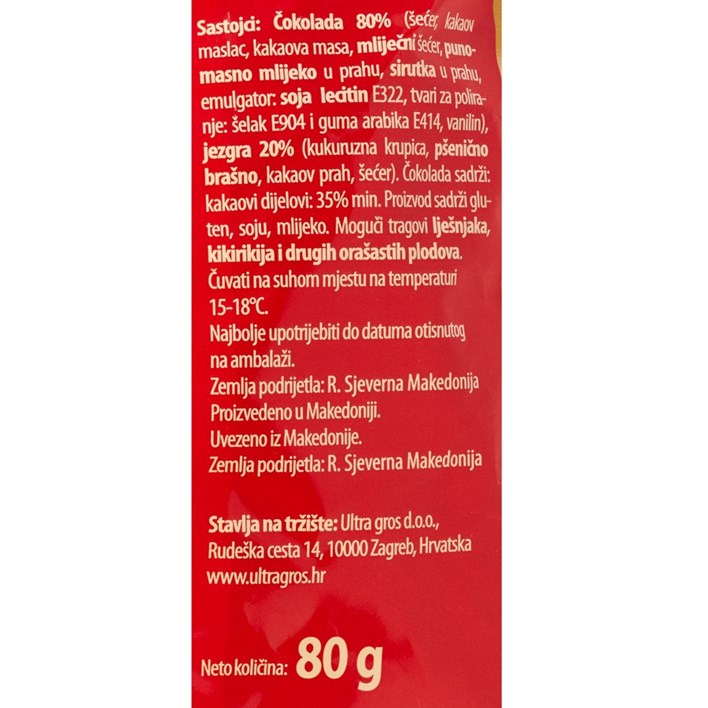 Sastojci: Čokolada 80% (šećer, kakaov
maslac, kakaova masa, mliječni šećer, puno-
masno mlijeko u prahu, sirutka u prahu,
emulgator: soja lecitin E322, tvari za polira-
nje: šelak E904 i guma arabika E414, vanilin),
jezgra 20% (kukuruzna krupica, pšenično
brašno, kakaov prah, šećer). Čokolada sadrži:
kakaovi dijelovi: 35% min. Proizvod sadrži glu-
ten, soju, mlijeko. Mogući tragovi lješnjaka,
kikirikija i drugih orašastih plodova.
Čuvati na suhom mjestu na temperaturi
15-18°C.
Najbolje upotrijebiti do datuma otisnutog
na ambalaži.
Zemlja podrijetla: R. Sjeverna Makedonija
Proizvedeno u Makedoniji.
Uvezeno iz Makedonije.
Zemlja podrijetla: R. Sjeverna Makedonija
Stavlja na tržište: Ultra gros d.o.o.,
Rudeška cesta 14, 10000 Zagreb, Hrvatska
www.ultragros.hr
Neto količina: 80 g